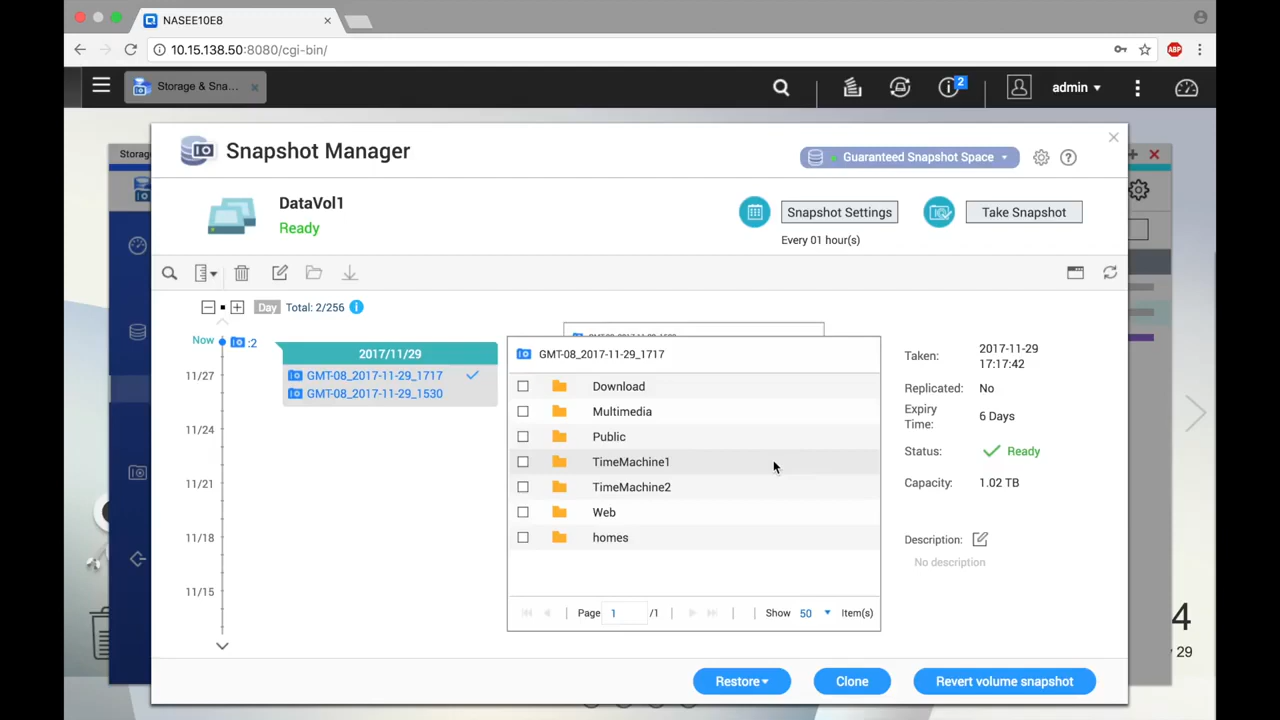 NASEE10E8
10.15.138.50:8080/cgi-bin/
ABP
Storage & Sna...
2
admin
Storag
Snapshot Manager
Guaranteed Snapshot Space
DataVol1
Ready
Snapshot Settings
Take Snapshot
Every 01 hour(s)
Day
Total: 2/256
Now
:2
11/27
11/24
11/21
11/18
11/15
2017/11/29
GMT-08_2017-11-29_1717
GMT-08_2017-11-29_1530
GMT-08_2017-11-29_1717
Download
Multimedia
Public
TimeMachine1
TimeMachine2
Web
homes
Page 1 /1
Show 50 Item(s)
Taken: 2017-11-29
17:17:42
Replicated: No
Expiry
Time: 6 Days
Status: Ready
Capacity: 1.02 TB
Description:
No description
4
29
Restore
Clone
Revert volume snapshot